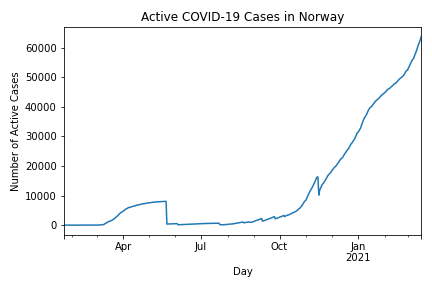 Active COVID-19 Cases in Norway
Number of Active Cases
60000
50000
40000
30000
20000
10000
0
Apr Jul Oct Jan
2021
Day